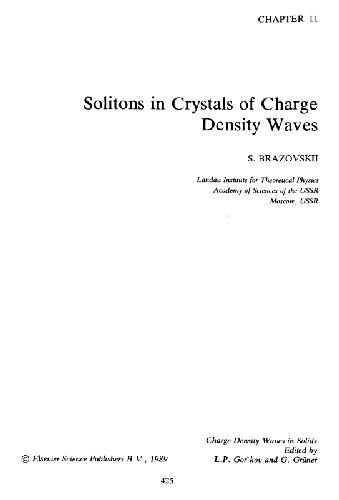 CHAPTER 11
Solitons in Crystals of Charge
Density Waves
S. BRAZOVSKII
Landau Institute for Theoretical Physics
Academy of Sciences of the USSR
Moscow, USSR
Charge Density Waves in Solids
Edited by
© Elsevier Science Publishers B.V., 1989
L.P. Gor'kov and G. Grüner
425